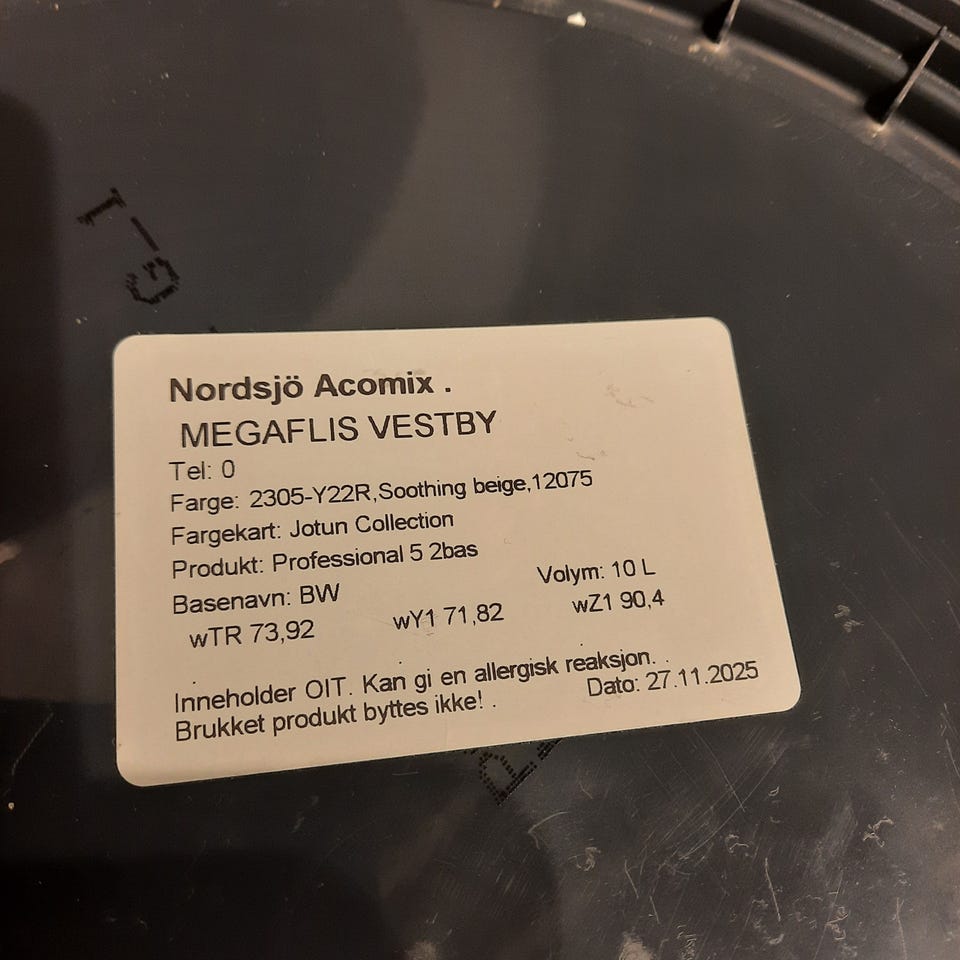 Nordsjö Acomix .
MEGAFLIS VESTBY
Tel: 0
Farge: 2305-Y22R,Soothing beige,12075
Fargekart: Jotun Collection
Produkt: Professional 5 2bas
Basenavn: BW Volym: 10 L
wTR 73,92 wY1 71,82 wZ1 90,4
Inneholder OIT. Kan gi en allergisk reaksjon. .
Brukket produkt byttes ikke! . Dato: 27.11.2025